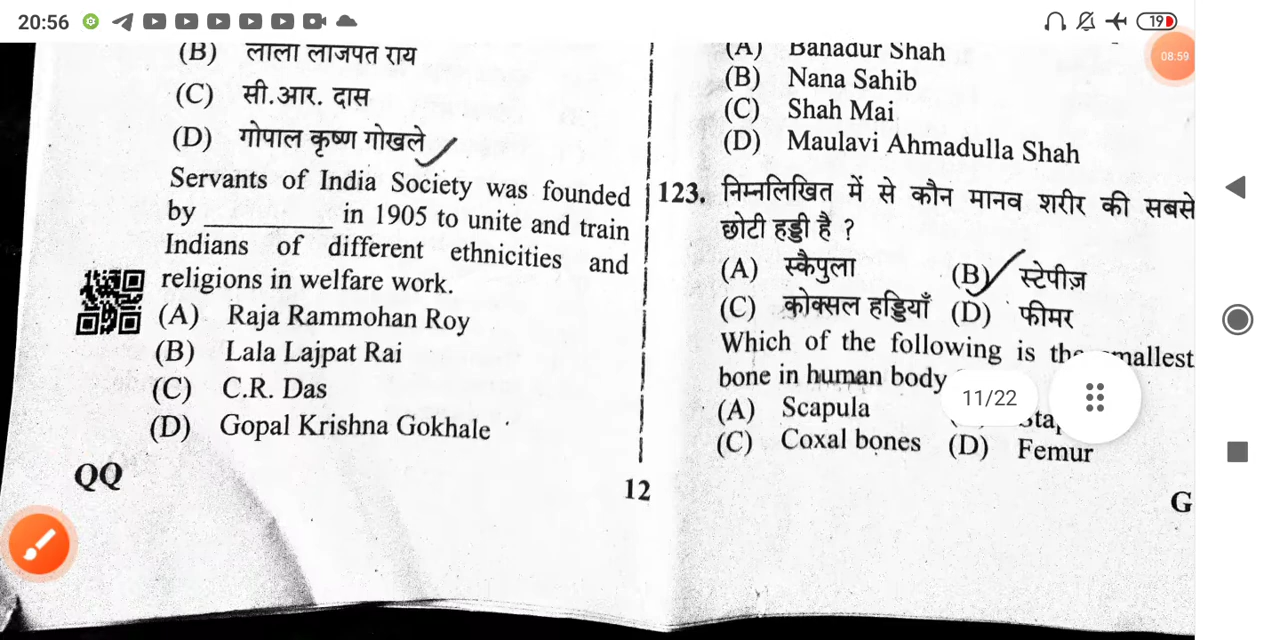 20:56
19
08:59
(B) लाला लाजपत राय
(C) सी.आर. दास
(D) गोपाल कृष्ण गोखले
Servants of India Society was founded
by __________ in 1905 to unite and train
Indians of different ethnicities and
religions in welfare work.
(A) Raja Rammohan Roy
(B) Lala Lajpat Rai
(C) C.R. Das
(D) Gopal Krishna Gokhale
QQ
12
(A) Bahadur Shah
(B) Nana Sahib
(C) Shah Mal
(D) Maulavi Ahmadulla Shah
123. निम्नलिखित में से कौन मानव शरीर की सबसे
छोटी हड्डी है ?
(A) स्कैपुला (B) स्टेपीज़
(C) कोक्सल हड्डियाँ (D) फीमर
Which of the following is the smallest
bone in human body
(A) Scapula
(C) Coxal bones (D) Femur
11/22
G